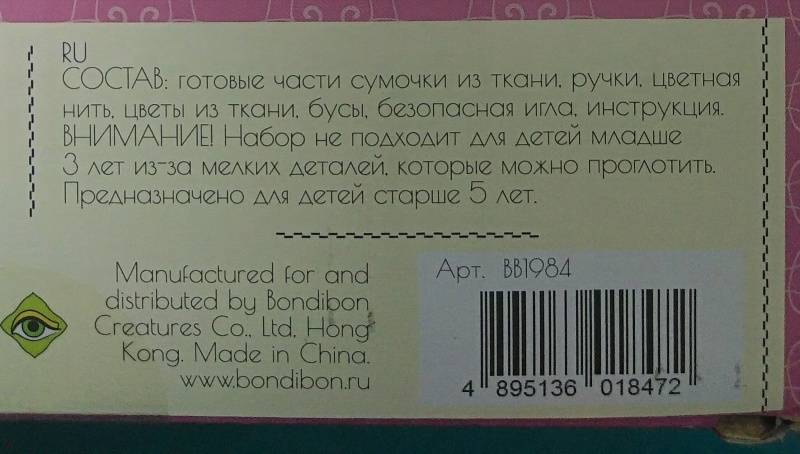 RU
СОСТАВ: готовые части сумочки из ткани, ручки, цветная
нить, цветы из ткани, бусы, безопасная игла, инструкция.
ВНИМАНИЕ! Набор не подходит для детей младше
3 лет из-за мелких деталей, которые можно проглотить.
Предназначено для детей старше 5 лет.
Manufactured for and
distributed by Bondibon
Creatures Co., Ltd, Hong
Kong. Made in China.
www.bondibon.ru
Арт. BB1984
4 895136 018472